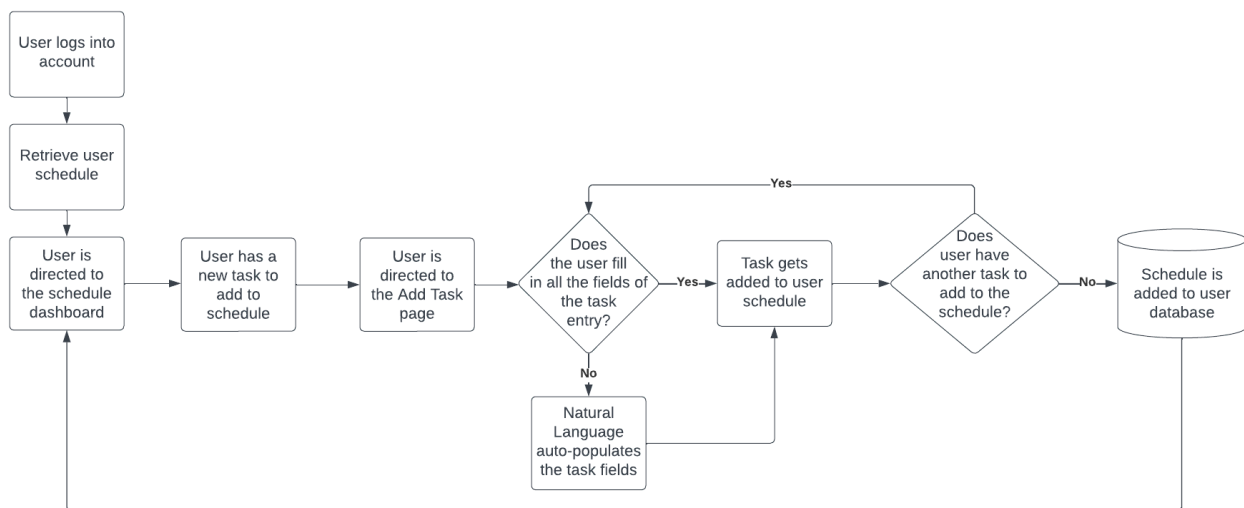 User logs into
account
Retrieve user
schedule
User is
directed to
the schedule
dashboard
User has a
new task to
add to
schedule
User is
directed to
the Add Task
page
Does
the user fill
in all the fields of
the task
entry?
Yes
No
Natural
Language
auto-populates
the task fields
Task gets
added to user
schedule
Yes
Does
user have
another task to
add to the
schedule?
No
Schedule is
added to user
database